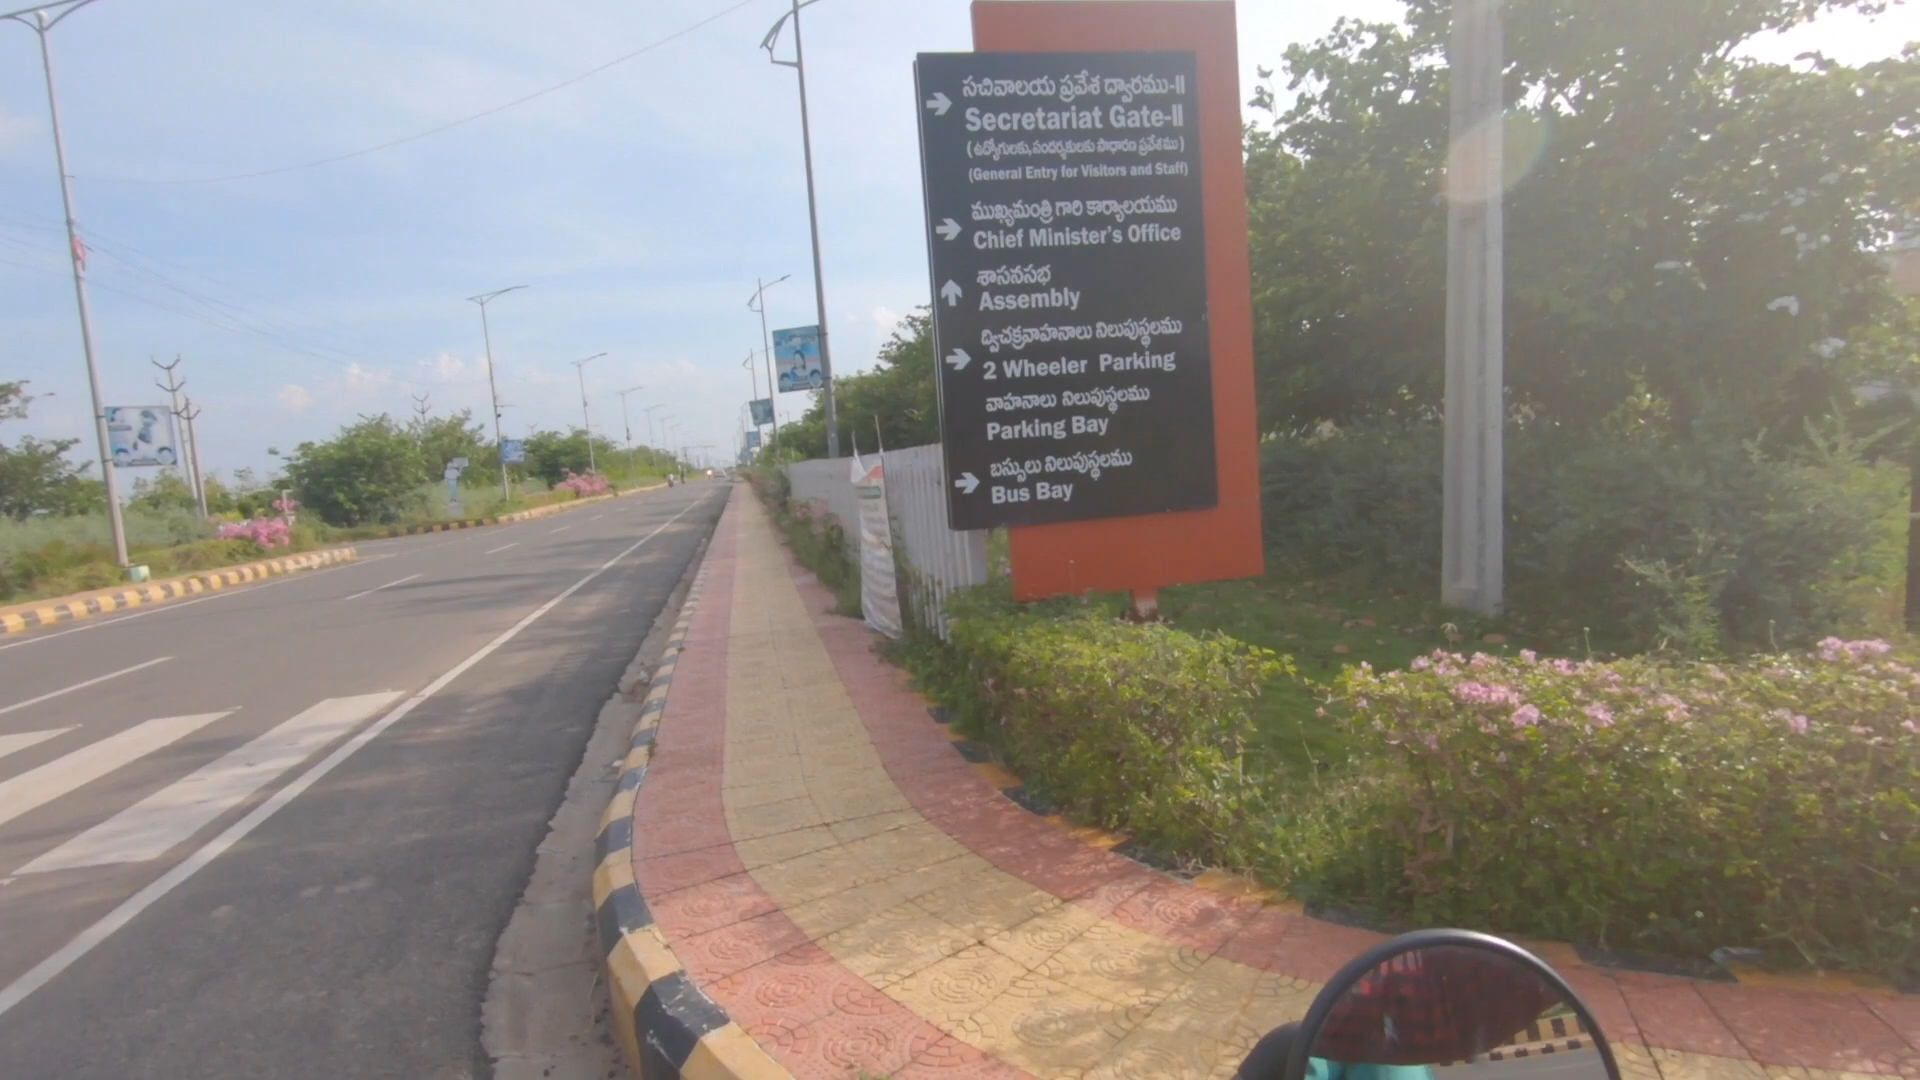 సచివాలయ ప్రవేశ ద్వారము-II
Secretariat Gate-II
(ఉద్యోగులకు,సందర్శకులకు సాధారణ ప్రవేశము)
(General Entry for Visitors and Staff)
ముఖ్యమంత్రి గారి కార్యాలయము
Chief Minister's Office
శాసనసభ
Assembly
ద్విచక్రవాహనాలు నిలుపుస్థలము
2 Wheeler Parking
వాహనాలు నిలుపుస్థలము
Parking Bay
బస్సులు నిలుపుస్థలము
Bus Bay